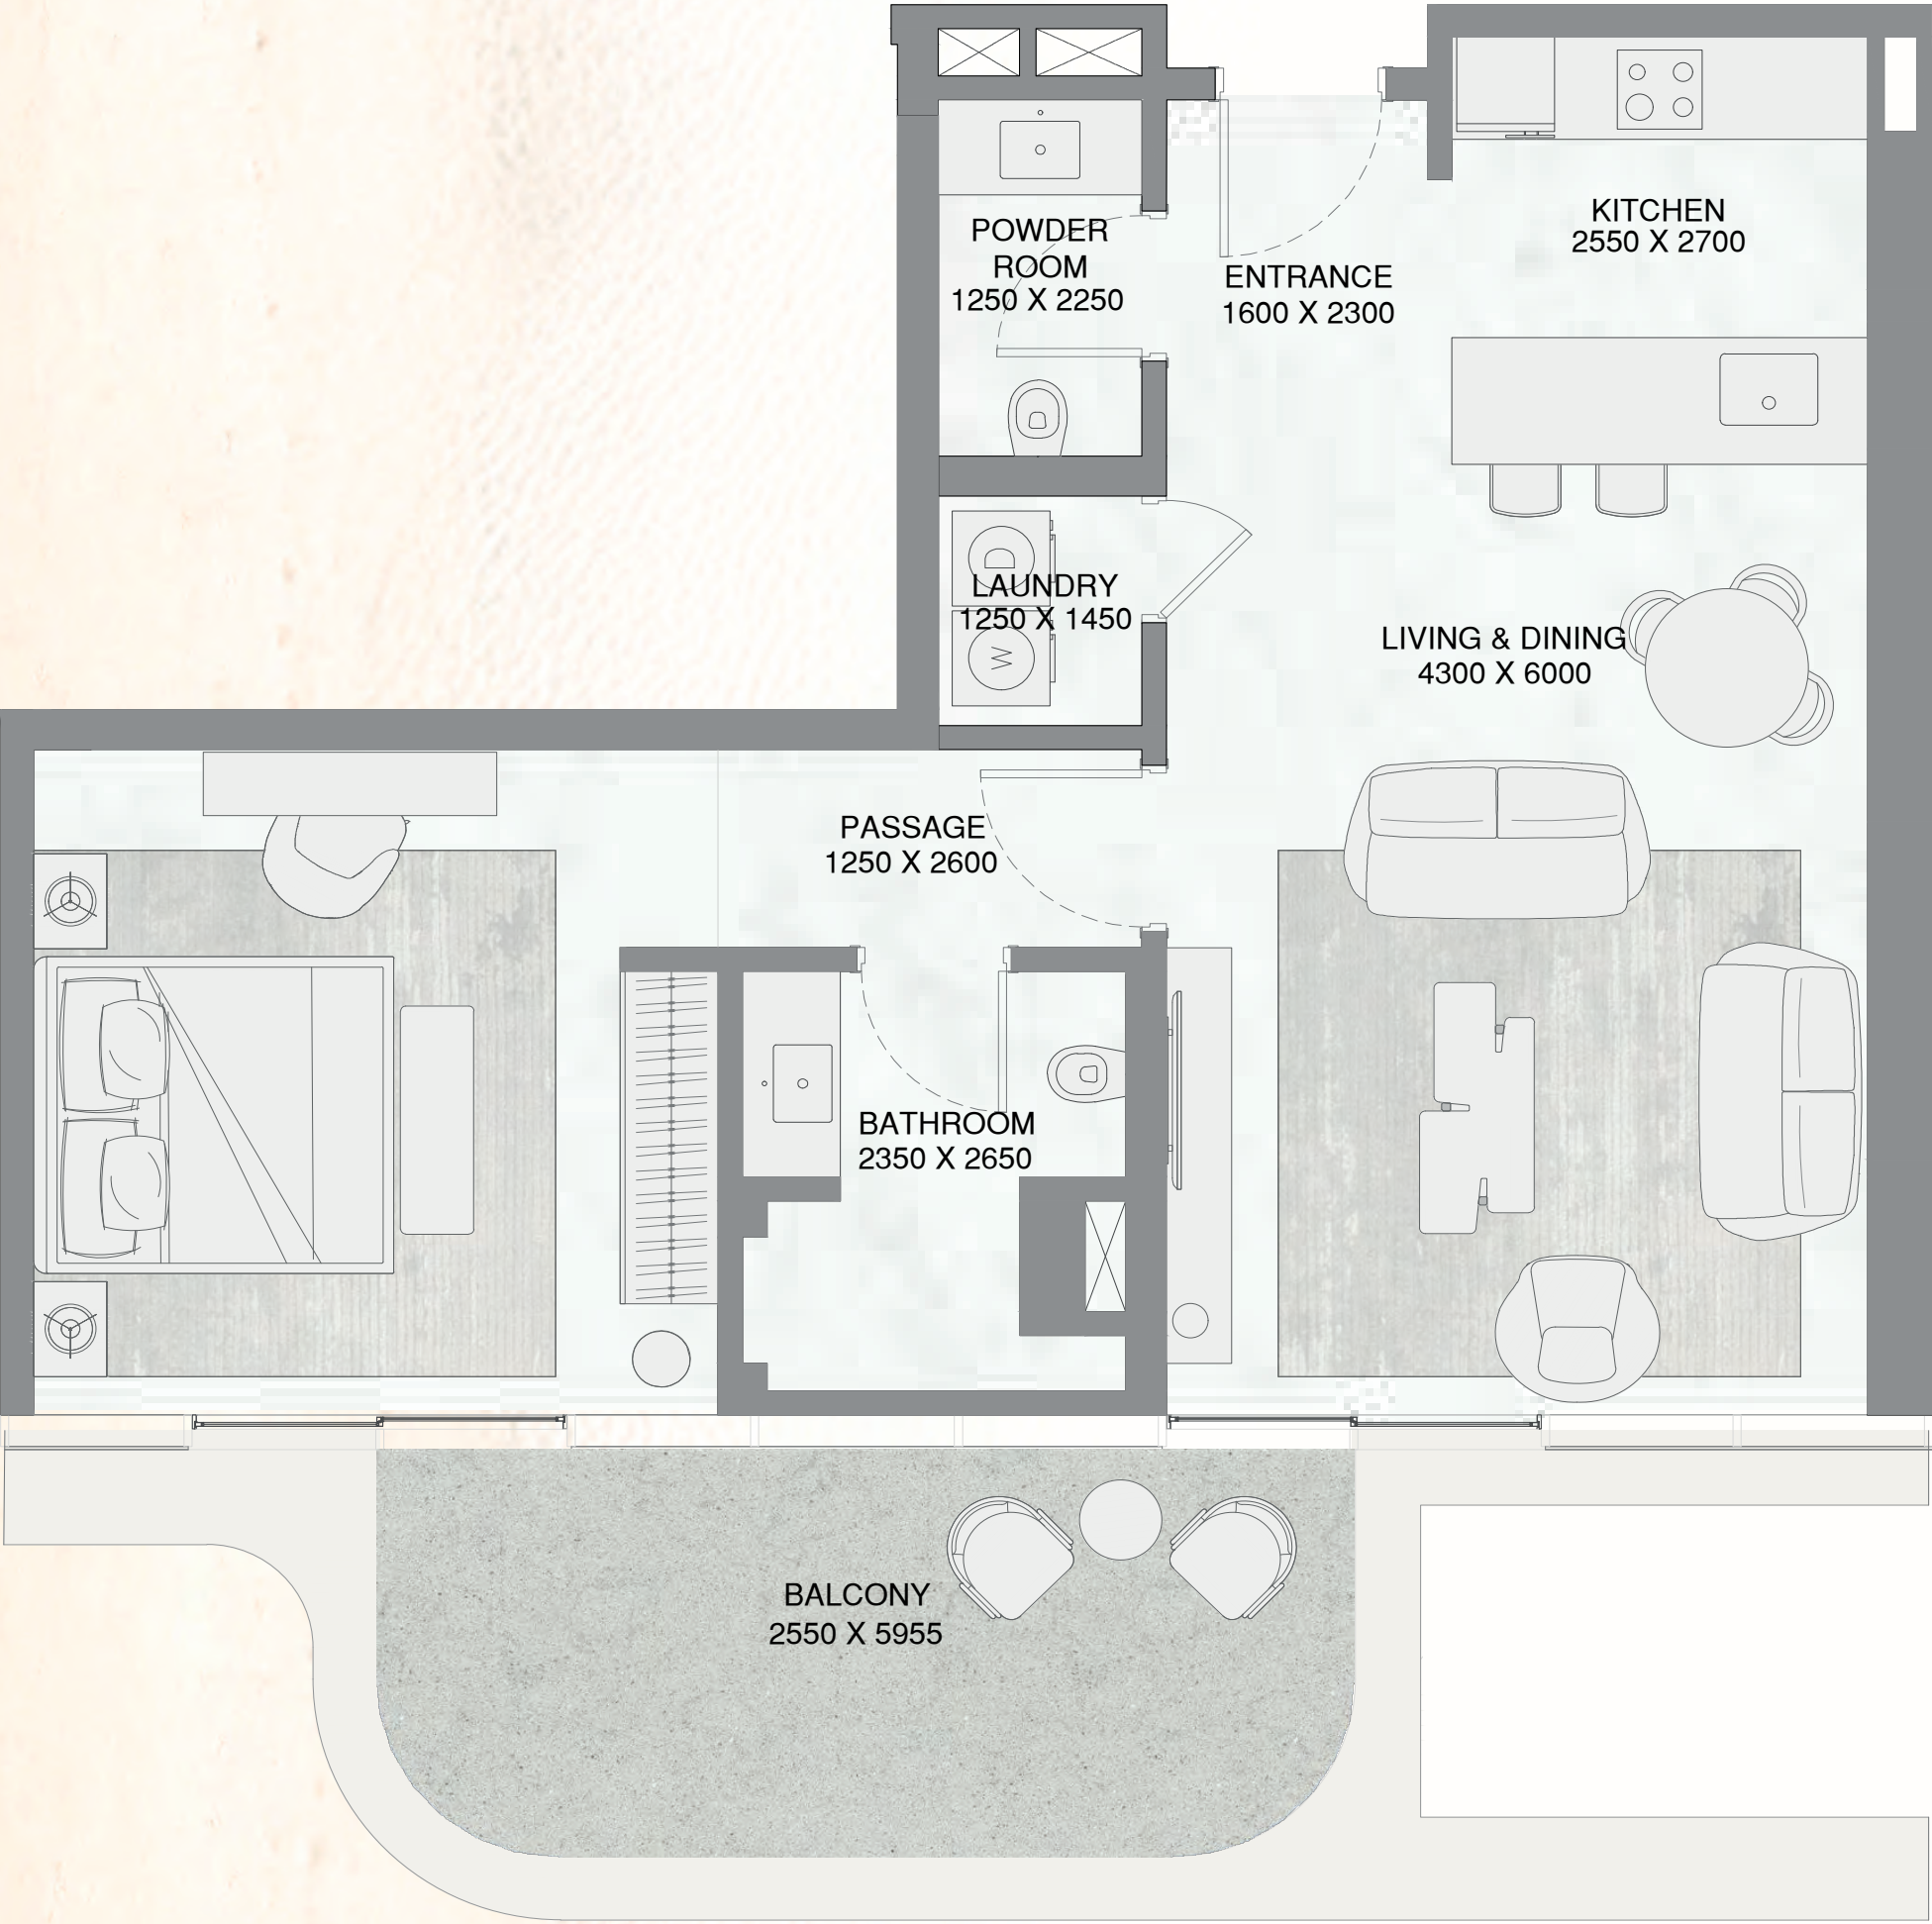 POWDER
ROOM
1250 X 2250
ENTRANCE
1600 X 2300
KITCHEN
2550 X 2700
D
LAUNDRY
1250 X 1450
W
LIVING & DINING
4300 X 6000
PASSAGE
1250 X 2600
BATHROOM
2350 X 2650
BALCONY
2550 X 5955